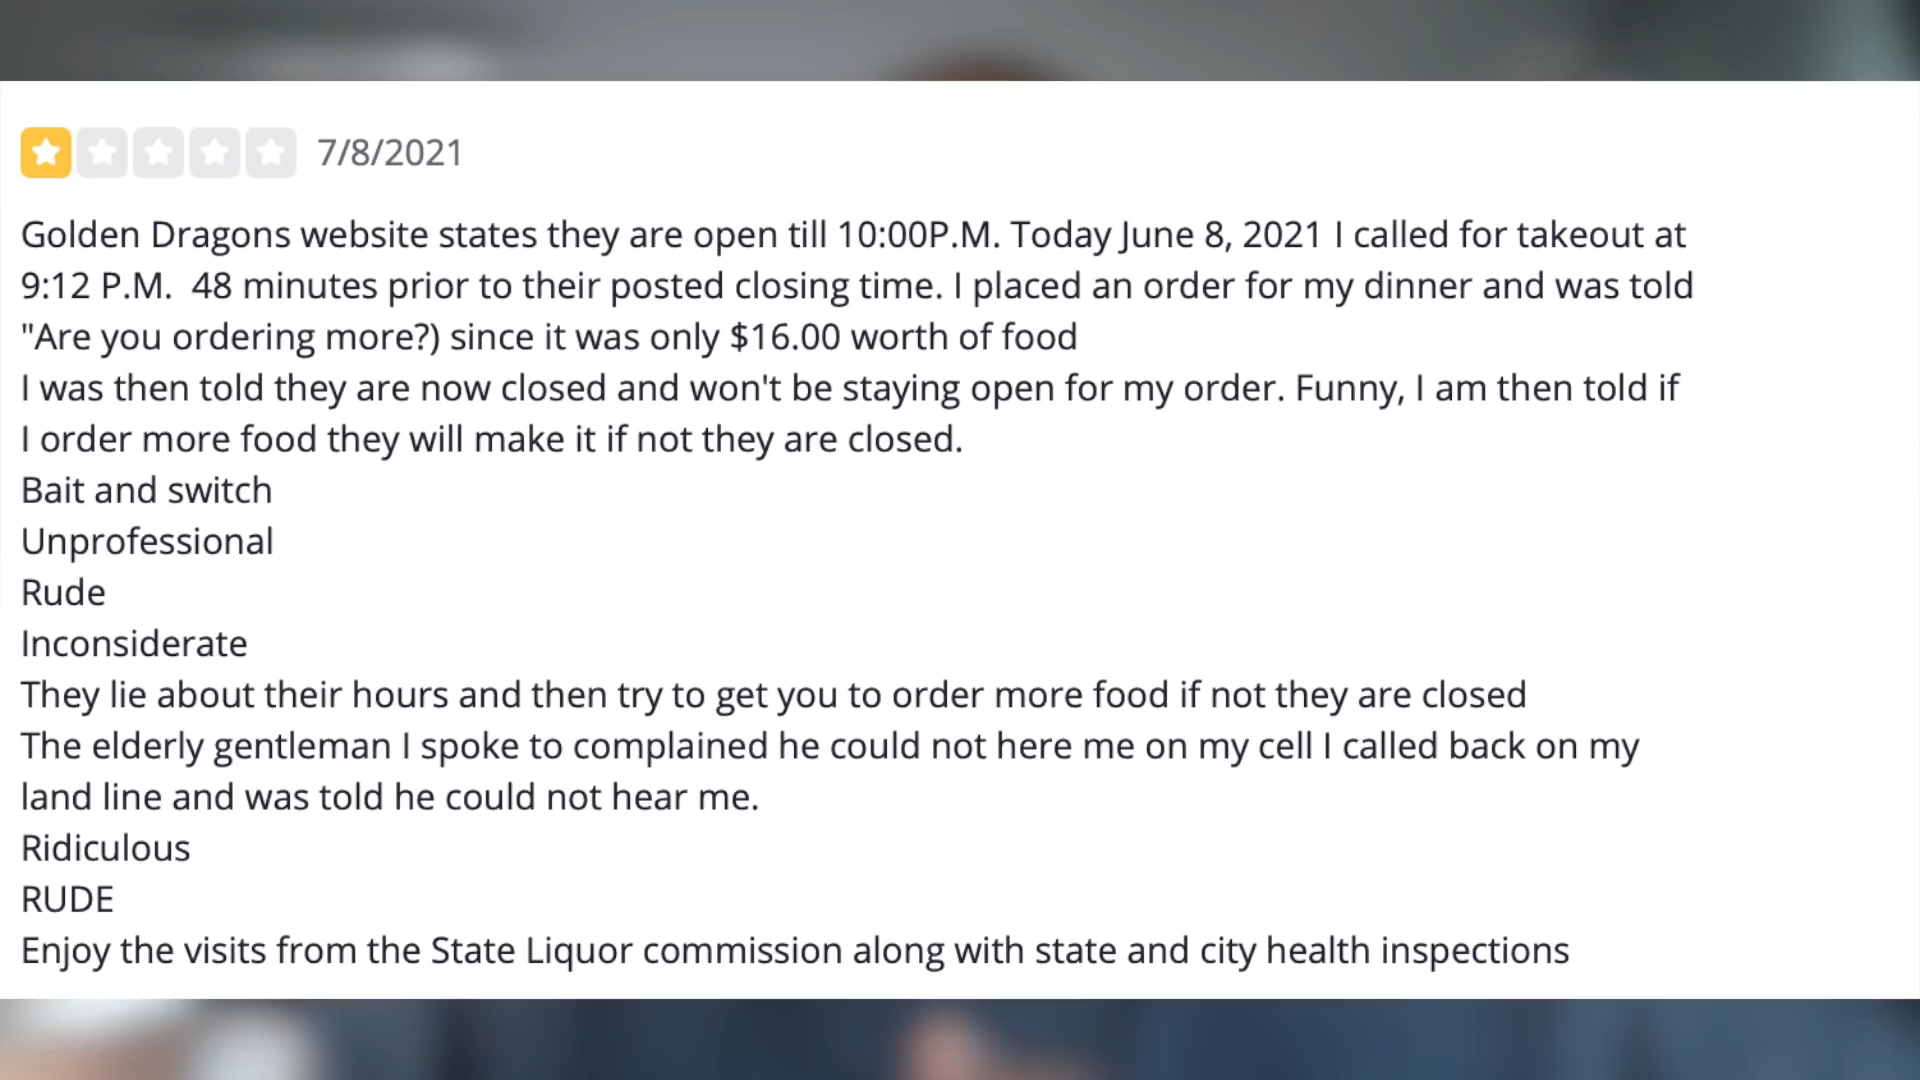 7/8/2021
Golden Dragons website states they are open till 10:00P.M. Today June 8, 2021 I called for takeout at
9:12 P.M.  48 minutes prior to their posted closing time. I placed an order for my dinner and was told
"Are you ordering more?) since it was only $16.00 worth of food
I was then told they are now closed and won't be staying open for my order. Funny, I am then told if
I order more food they will make it if not they are closed.
Bait and switch
Unprofessional
Rude
Inconsiderate
They lie about their hours and then try to get you to order more food if not they are closed
The elderly gentleman I spoke to complained he could not here me on my cell I called back on my
land line and was told he could not hear me.
Ridiculous
RUDE
Enjoy the visits from the State Liquor commission along with state and city health inspections